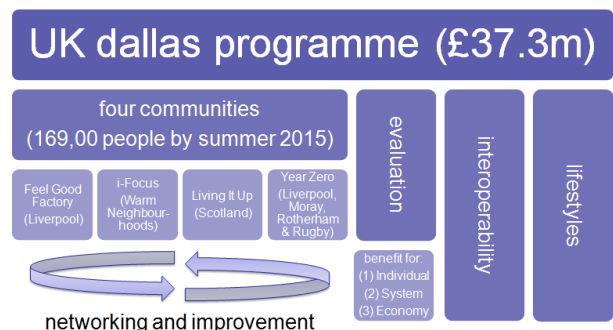 UK dallas programme (£37.3m)
four communities
(169,00 people by summer 2015)
Feel Good
Factory
(Liverpool)
i-Focus
(Warm
Neighbour-
hoods)
Living It Up
(Scotland)
Year Zero
(Liverpool,
Moray,
Rotherham
& Rugby)
networking and improvement
evaluation
benefit for:
(1) Individual
(2) System
(3) Economy
interoperability
lifestyles